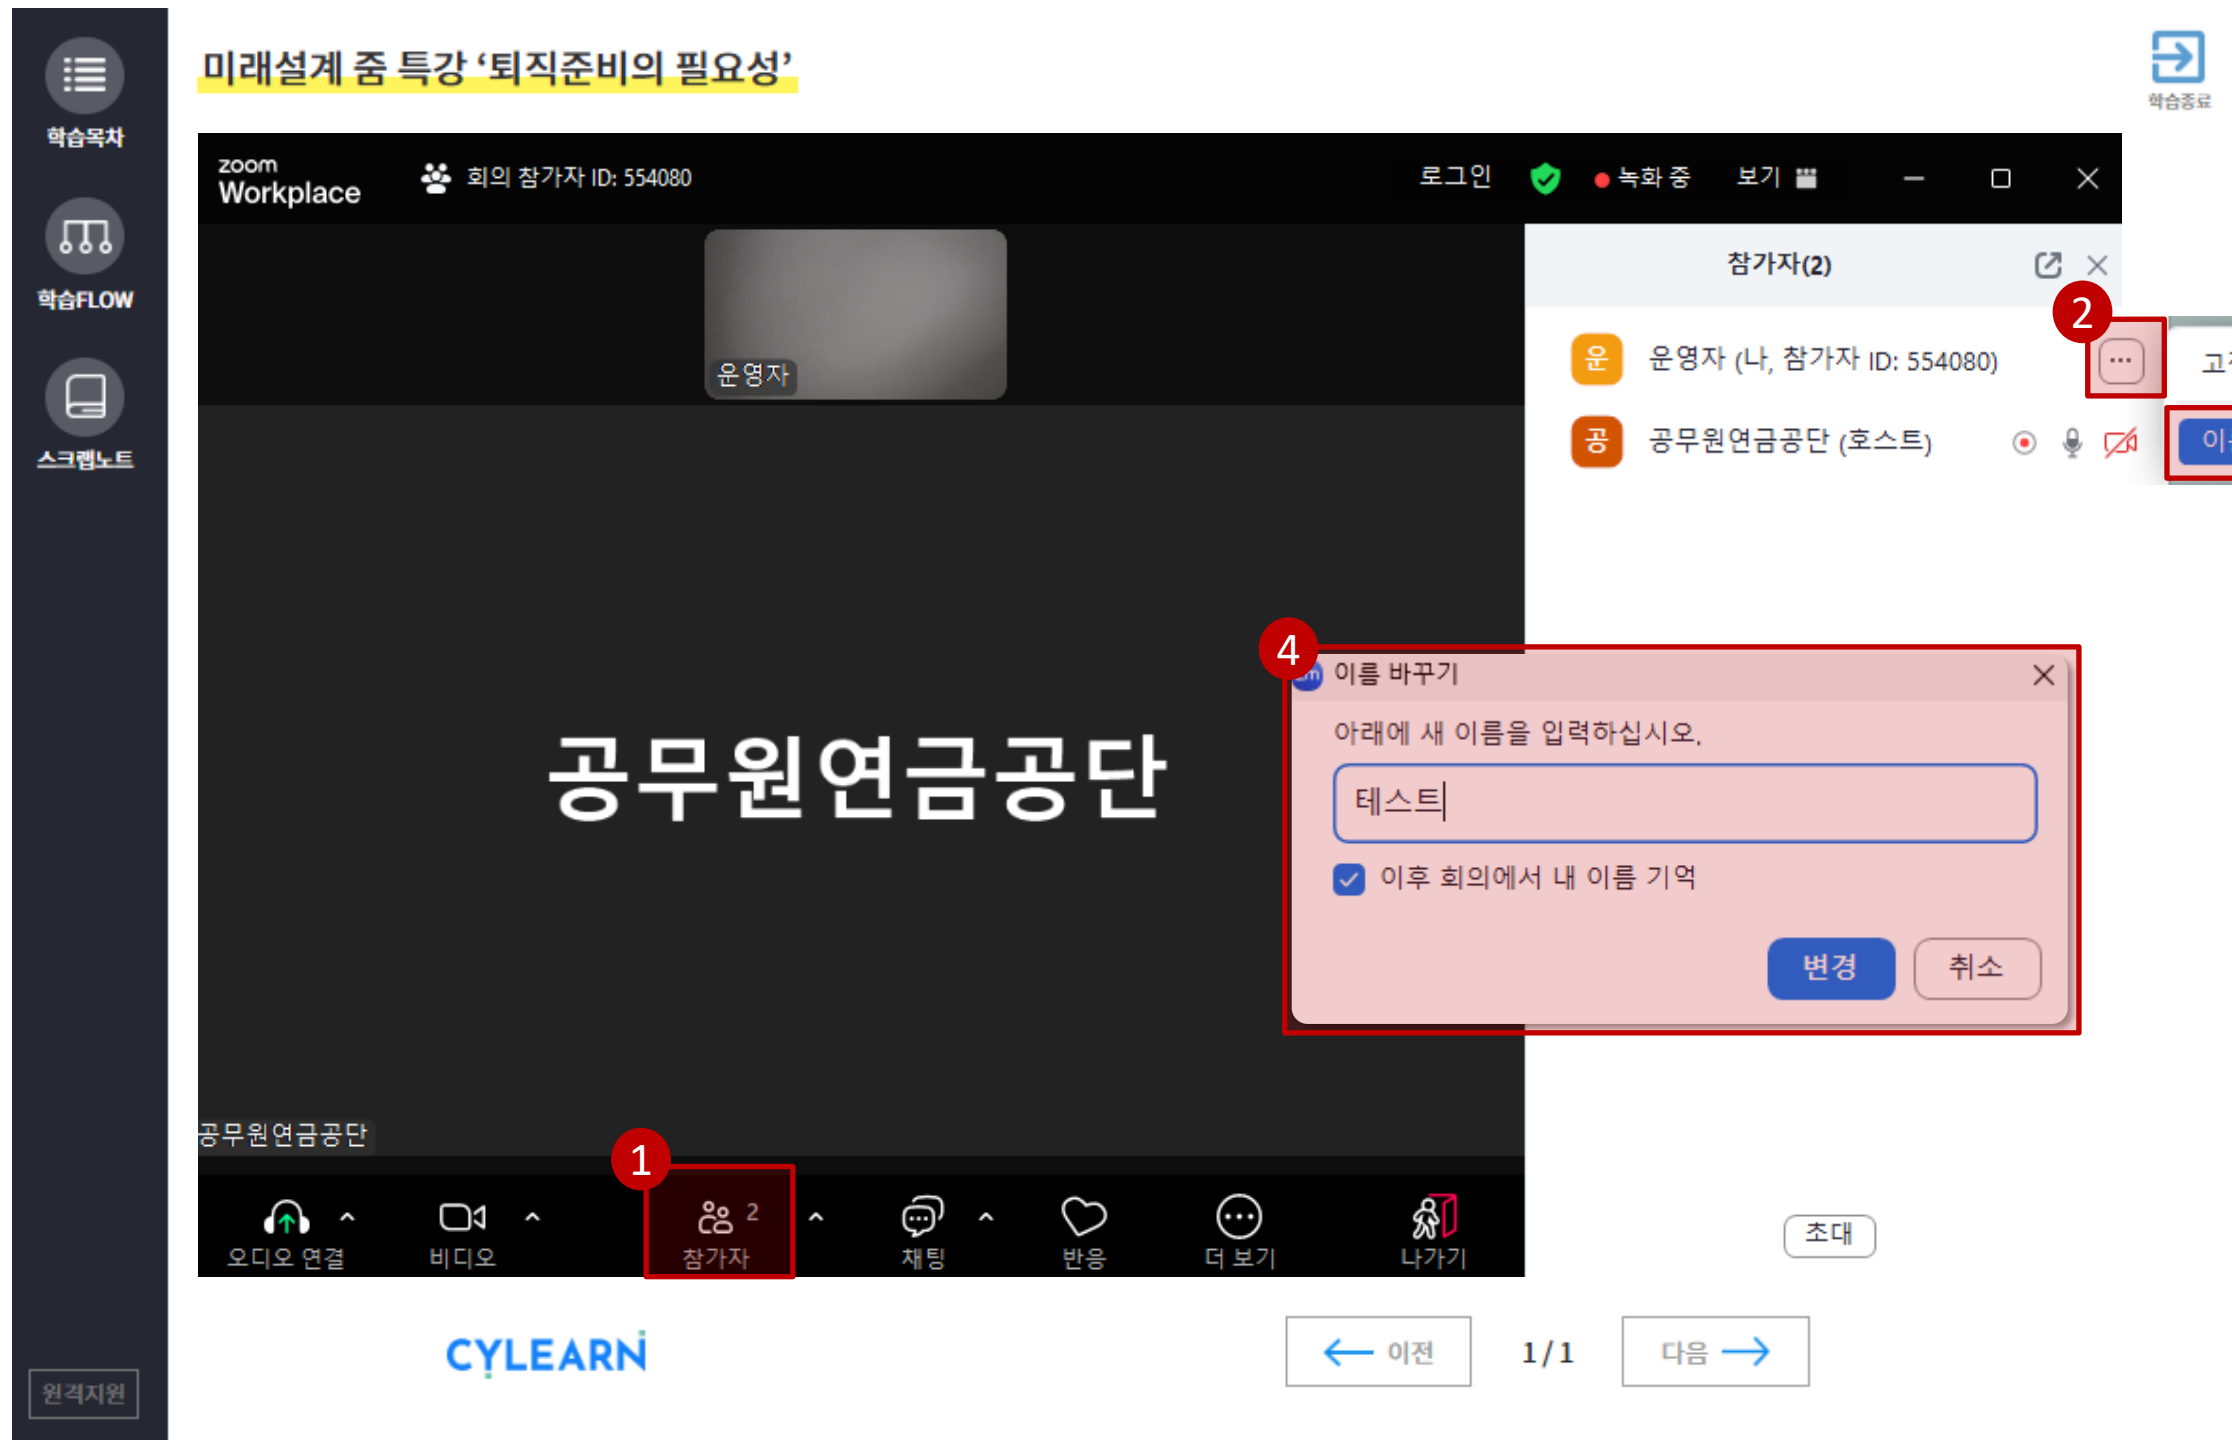 미래설계 줌 특강 ‘퇴직준비의 필요성’
학습종료
학습목차
학습FLOW
스크랩노트
원격지원
zoom
Workplace
회의 참가자 ID: 554080
로그인
녹화 중
보기
운영자
참가자(2)
2
운 운영자 (나, 참가자 ID: 554080)
공 공무원연금공단 (호스트)
공무원연금공단
4
이름 바꾸기
아래에 새 이름을 입력하십시오.
테스트
이후 회의에서 내 이름 기억
변경
취소
공무원연금공단
1
2
오디오 연결
비디오
참가자
채팅
반응
더 보기
나가기
초대
CYLEARN
이전
1/1
다음